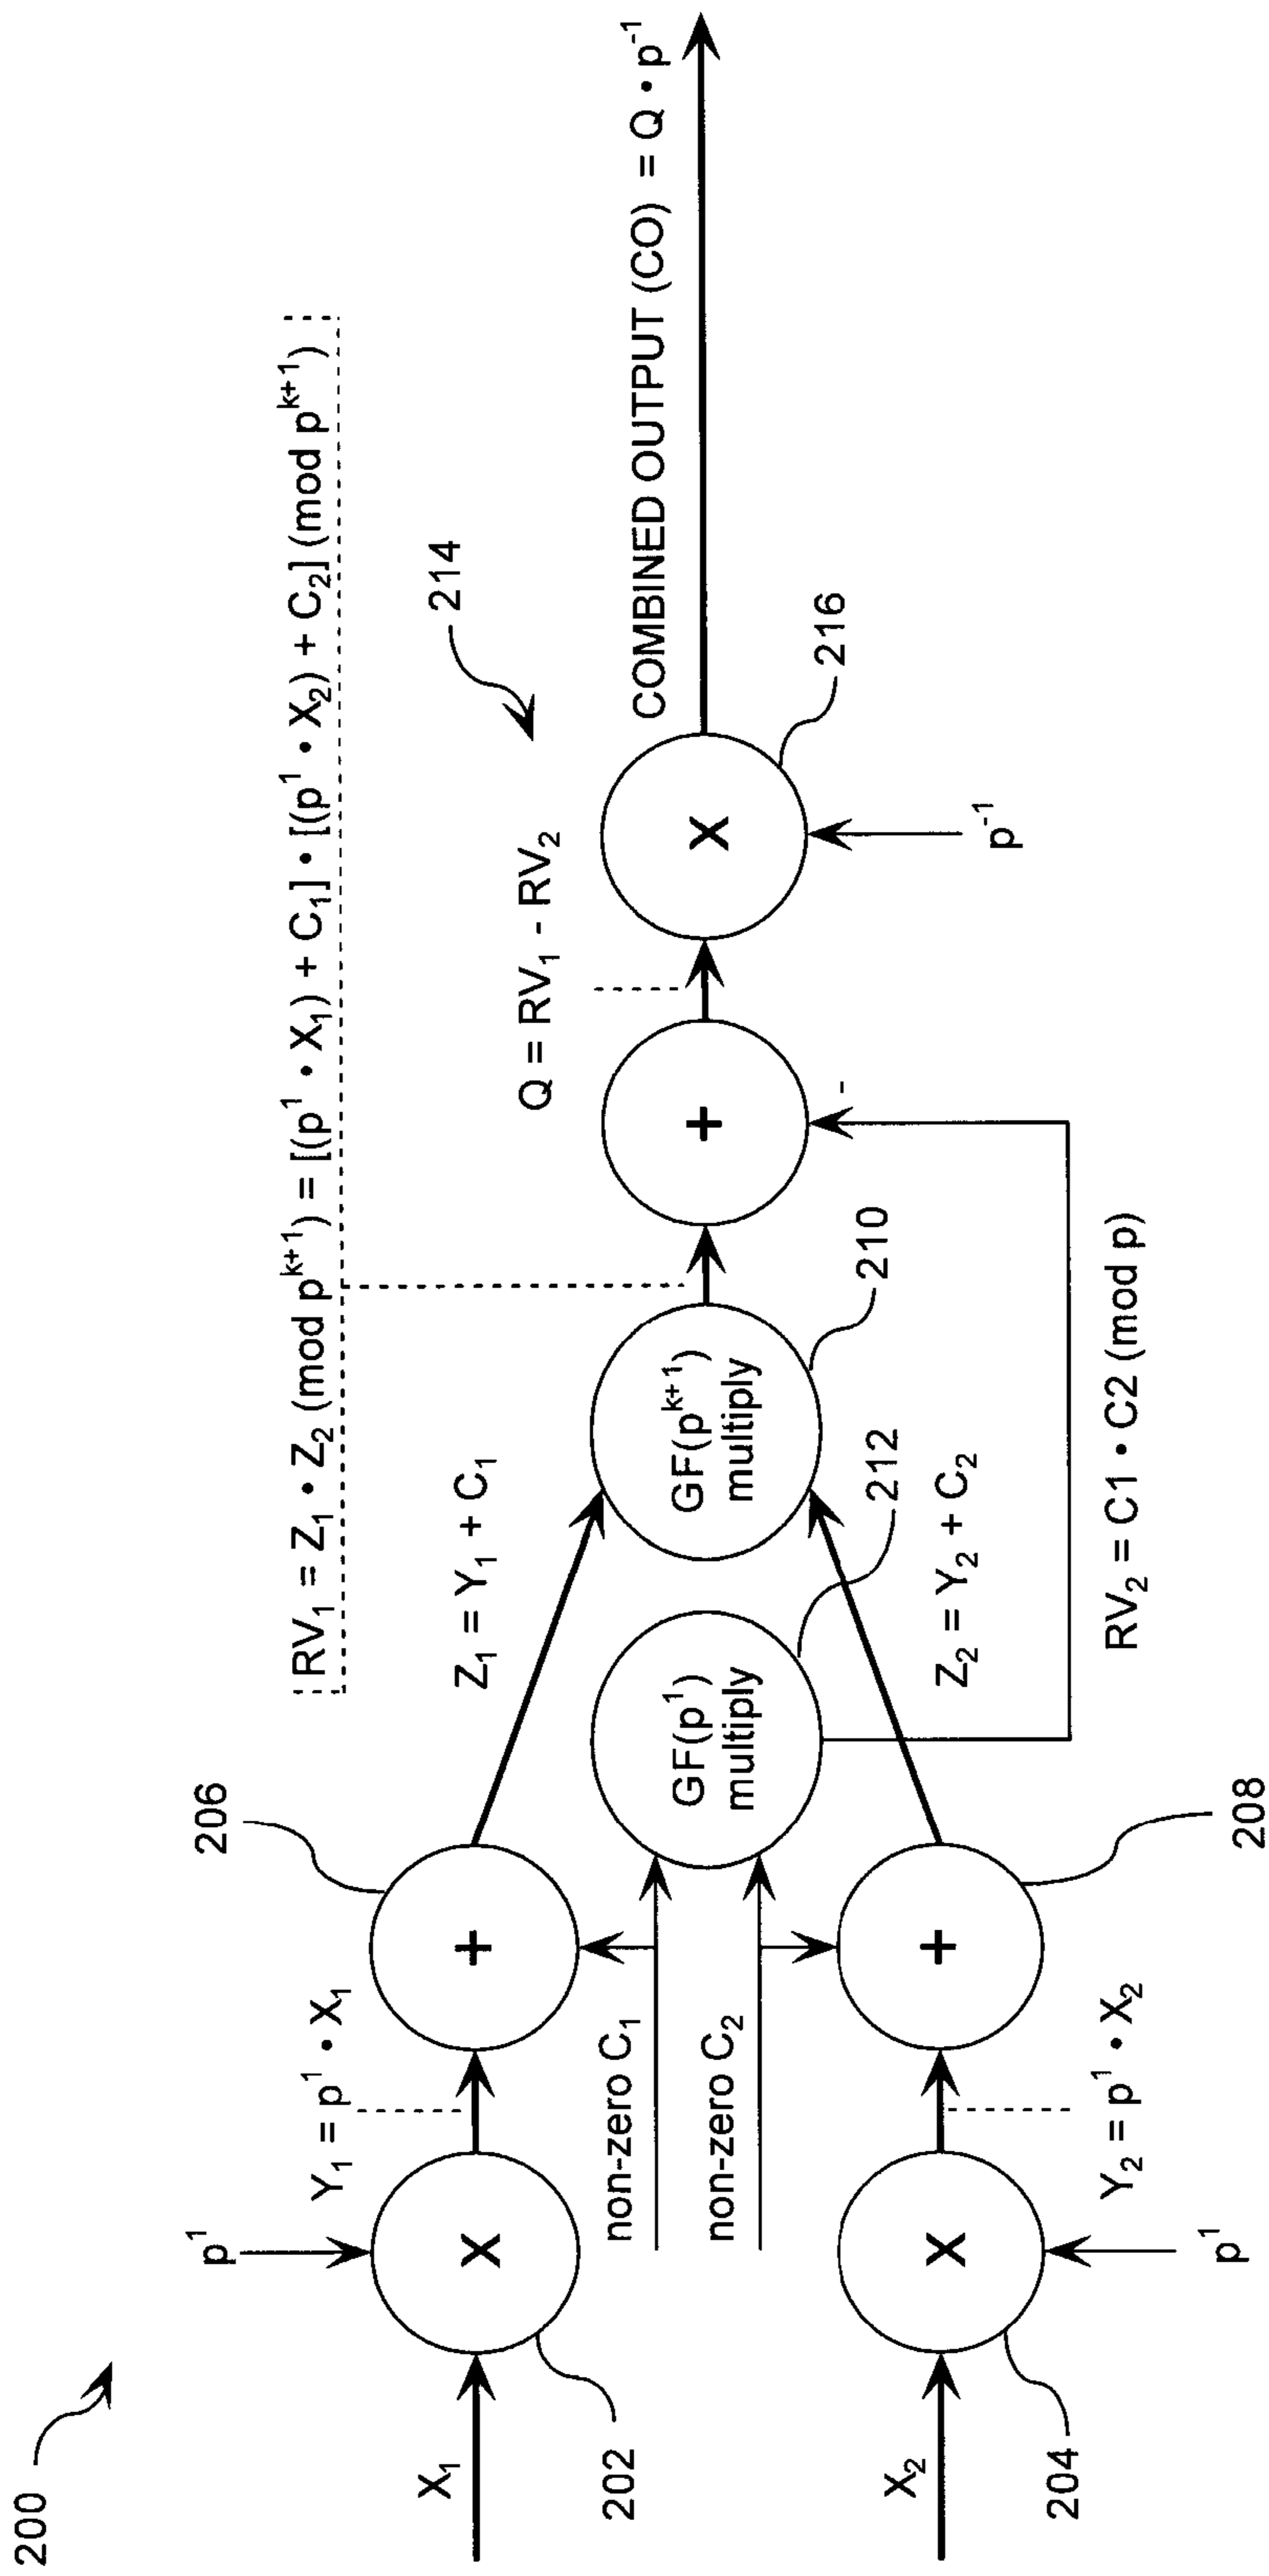 200
RV₁ = Z₁ • Z₂ (mod pᵏ⁺¹) = [(p¹ • X₁) + C₁] • [(p¹ • X₂) + C₂] (mod pᵏ⁺¹)
X₁
202
p¹
X
Y₁ = p¹ • X₁
206
+
Z₁ = Y₁ + C₁
non-zero C₁
non-zero C₂
GF(p¹)
multiply
212
GF(pᵏ⁺¹)
multiply
210
+
-
Q = RV₁ - RV₂
214
X
216
p⁻¹
COMBINED OUTPUT (CO) = Q • p⁻¹
X₂
204
p¹
X
Y₂ = p¹ • X₂
208
+
Z₂ = Y₂ + C₂
RV₂ = C1 • C2 (mod p)